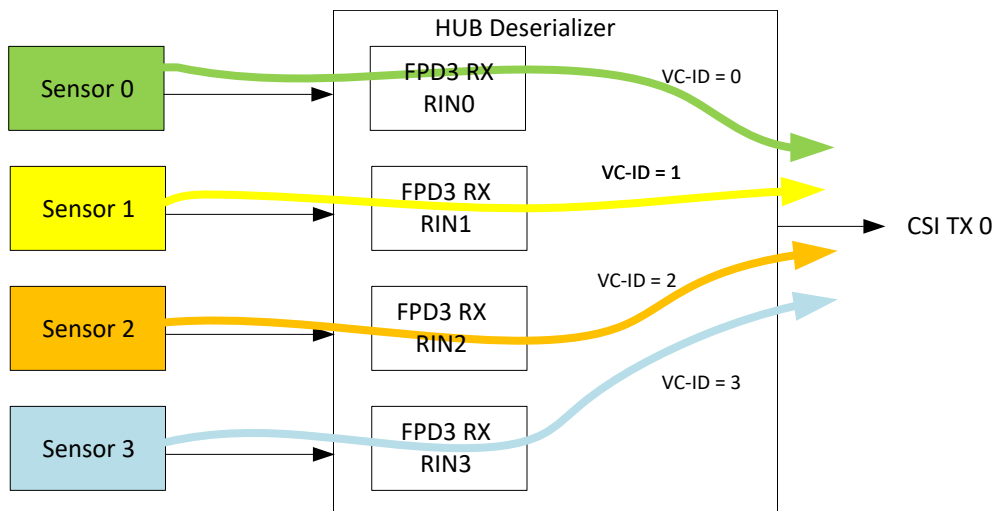 HUB Deserializer
Sensor 0
FPD3 RX
RIN0
VC-ID = 0
Sensor 1
FPD3 RX
RIN1
VC-ID = 1
CSI TX 0
Sensor 2
FPD3 RX
RIN2
VC-ID = 2
Sensor 3
FPD3 RX
RIN3
VC-ID = 3